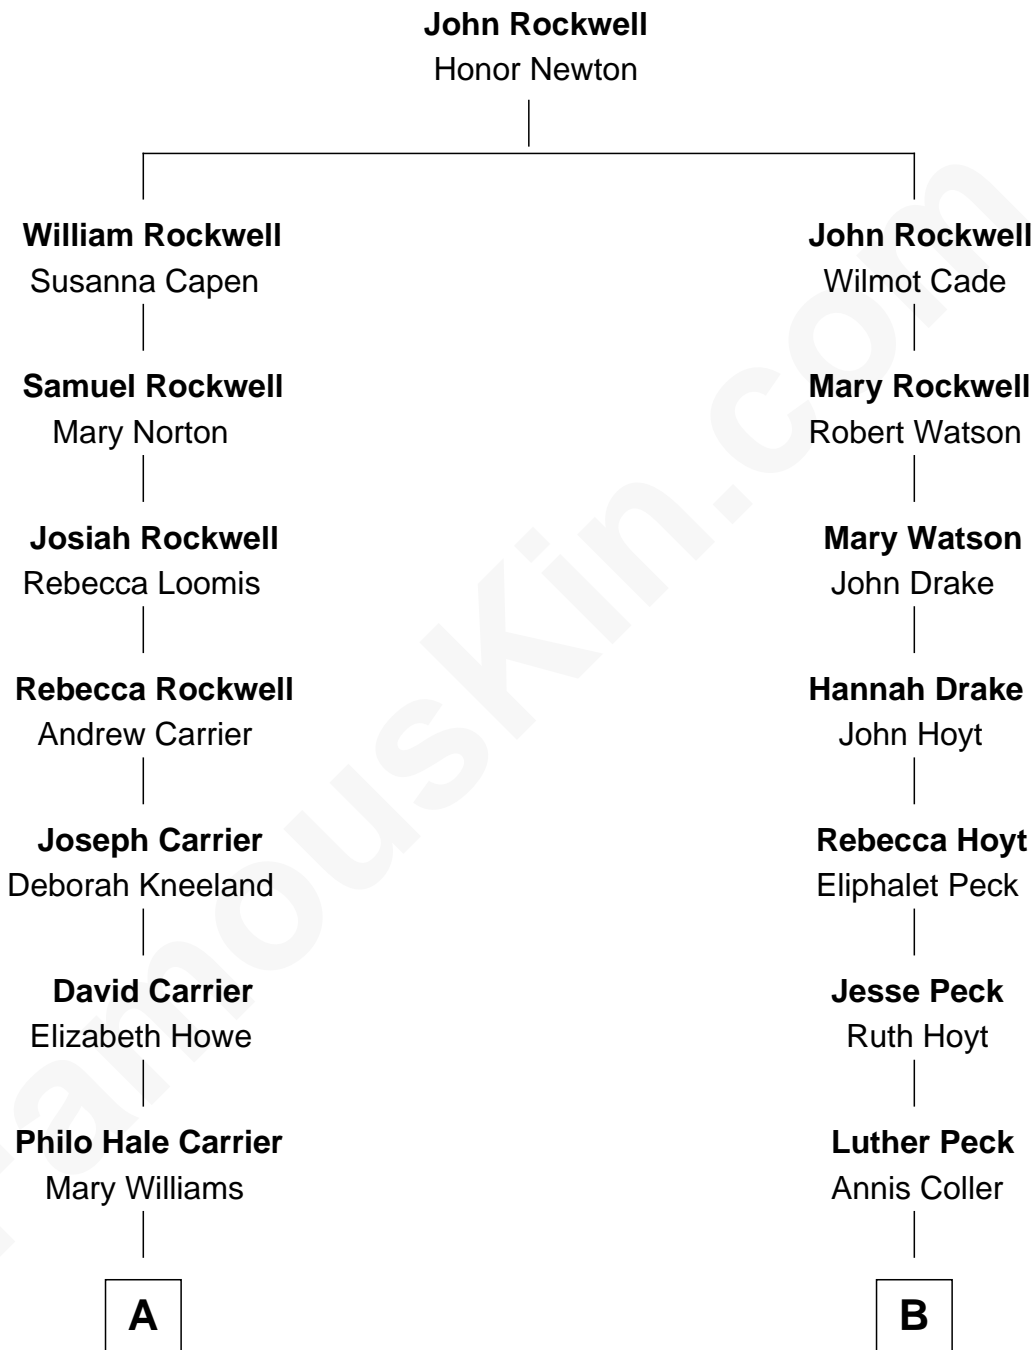 John Rockwell
Honor Newton
William Rockwell
Susanna Capen
John Rockwell
Wilmot Cade
Samuel Rockwell
Mary Norton
Mary Rockwell
Robert Watson
Josiah Rockwell
Rebecca Loomis
Mary Watson
John Drake
Rebecca Rockwell
Andrew Carrier
Hannah Drake
John Hoyt
Joseph Carrier
Deborah Kneeland
Rebecca Hoyt
Eliphalet Peck
David Carrier
Elizabeth Howe
Jesse Peck
Ruth Hoyt
Philo Hale Carrier
Mary Williams
Luther Peck
Annis Coller
A
B
FamousKin.com